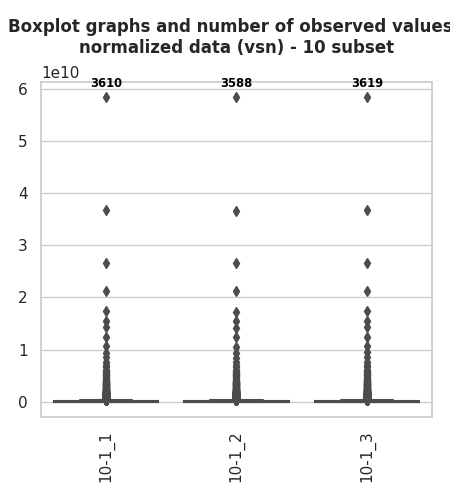 Boxplot graphs and number of observed values
normalized data (vsn) - 10 subset
1e10
3610 3588 3619
6
5
4
3
2
1
0
10-1_1 10-1_2 10-1_3